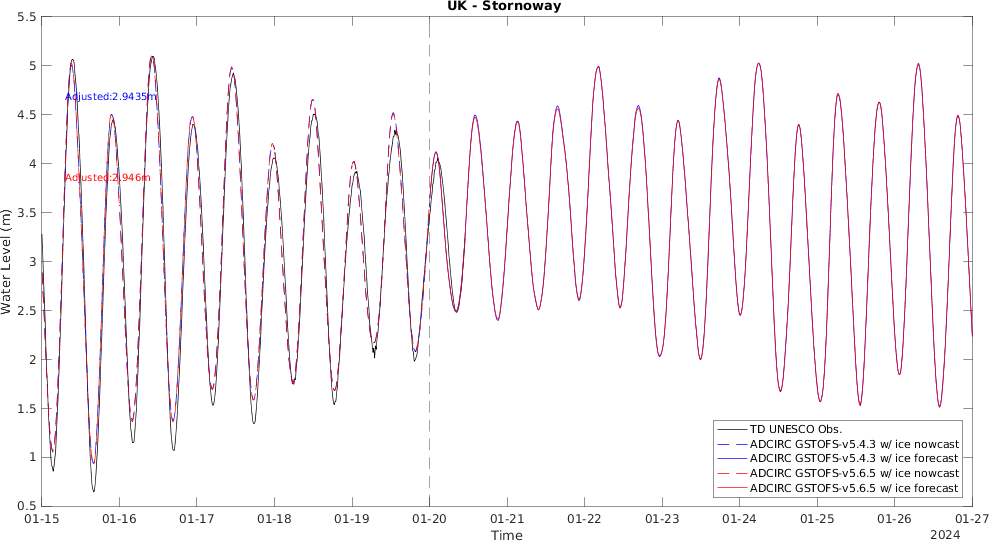 UK - Stornoway
5.5
5
4.5
4
3.5
3
2.5
2
1.5
1
0.5
Water Level (m)
Adjusted:2.9435m
Adjusted:2.946m
TD UNESCO Obs.
ADCIRC GSTOFS-v5.4.3 w/ ice nowcast
ADCIRC GSTOFS-v5.4.3 w/ ice forecast
ADCIRC GSTOFS-v5.6.5 w/ ice nowcast
ADCIRC GSTOFS-v5.6.5 w/ ice forecast
01-15 01-16 01-17 01-18 01-19 01-20 01-21 01-22 01-23 01-24 01-25 01-26 01-27
Time
2024